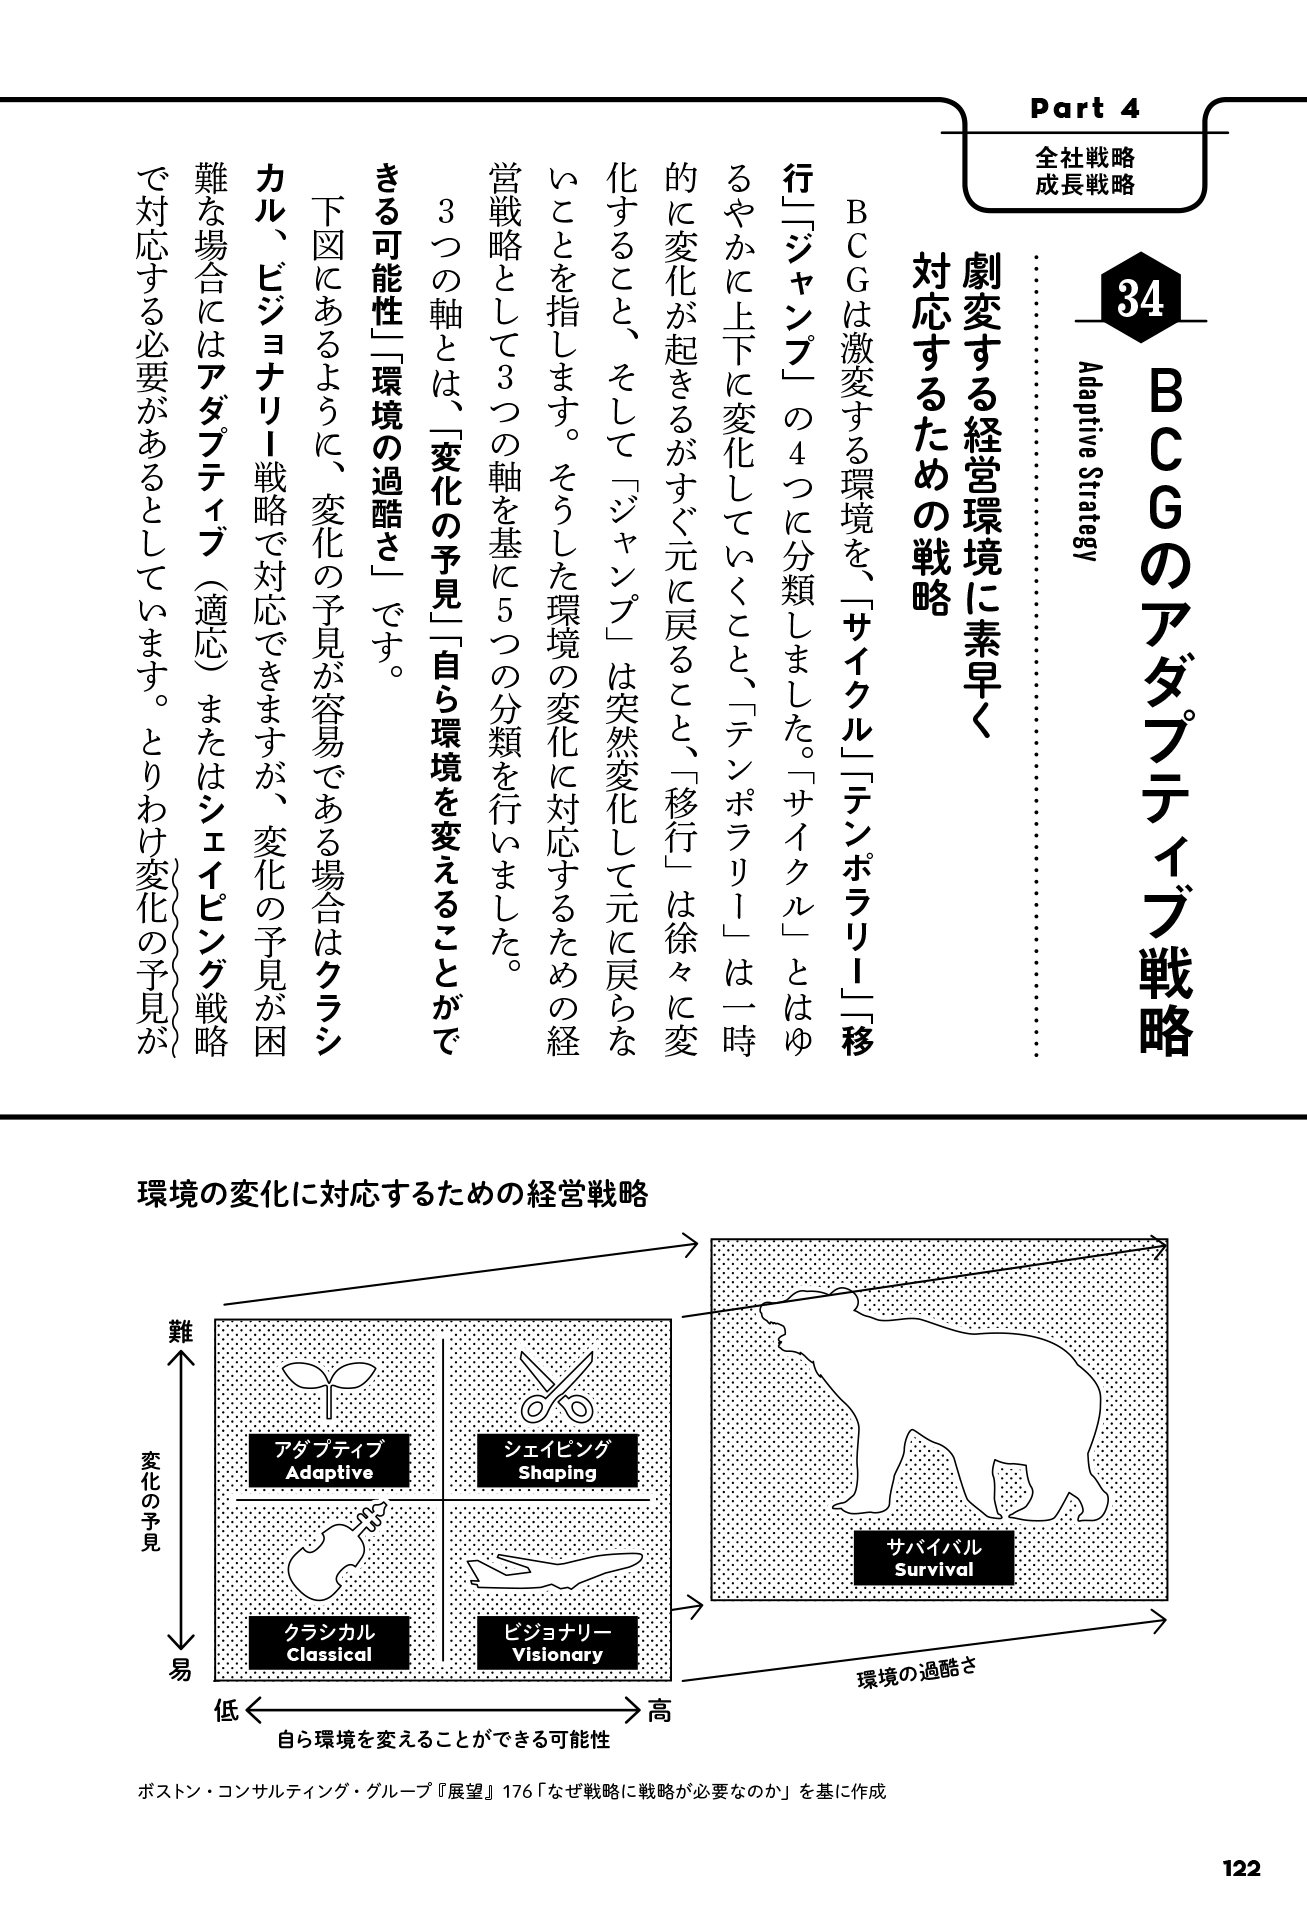 Part 4
全社戦略
成長戦略
34
BCGのアダプティブ戦略
Adaptive Strategy
劇変する経営環境に素早く
対応するための戦略
BCGは激変する環境を、「サイクル」「テンポラリー」「移
行」「ジャンプ」の4つに分類しました。「サイクル」とはゆ
るやかに上下に変化していくこと、「テンポラリー」は一時
的に変化が起きるがすぐ元に戻ること、「移行」は徐々に変
化すること、そして「ジャンプ」は突然変化して元に戻らな
いことを指します。そうした環境の変化に対応するための経
営戦略として3つの軸を基に5つの分類を行いました。
3つの軸とは、「変化の予見」「自ら環境を変えることがで
きる可能性」「環境の過酷さ」です。
下図にあるように、変化の予見が容易である場合はクラシ
カル、ビジョナリー戦略で対応できますが、変化の予見が困
難な場合にはアダプティブ（適応）またはシェイピング戦略
で対応する必要があるとしています。とりわけ変化の予見が
環境の変化に対応するための経営戦略
難
変化の予見
易
アダプティブ
Adaptive
シェイピング
Shaping
クラシカル
Classical
ビジョナリー
Visionary
サバイバル
Survival
環境の過酷さ
低
高
自ら環境を変えることができる可能性
ボストン・コンサルティング・グループ『展望』176「なぜ戦略に戦略が必要なのか」を基に作成
122